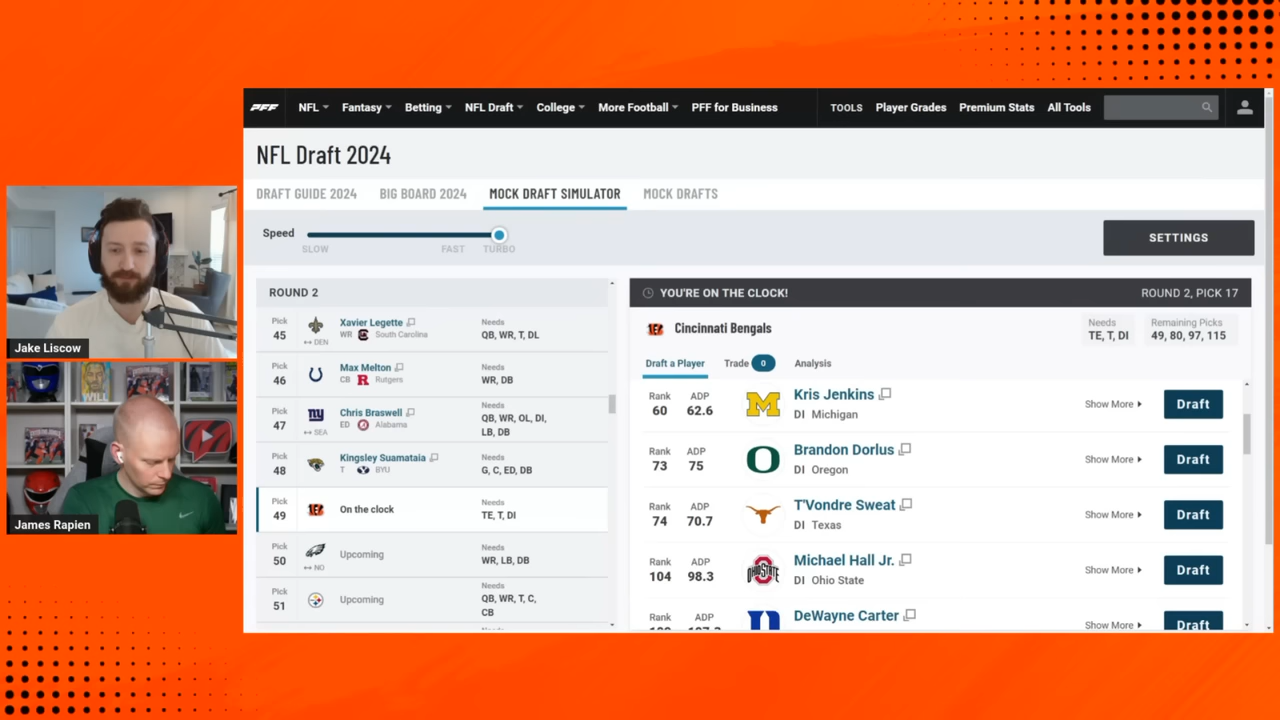 PFF
NFL
Fantasy
Betting
NFL Draft
College
More Football
PFF for Business
TOOLS
Player Grades
Premium Stats
All Tools
NFL Draft 2024
DRAFT GUIDE 2024
BIG BOARD 2024
MOCK DRAFT SIMULATOR
MOCK DRAFTS
Speed
SLOW
FAST
TURBO
SETTINGS
Jake Liscow
James Rapien
ROUND 2
Pick
45
DEN
Xavier Legette
WR South Carolina
Needs
QB, WR, T, DL
Pick
46
Max Melton
CB Rutgers
Needs
WR, DB
Pick
47
SEA
Chris Braswell
ED Alabama
Needs
QB, WR, OL, DI,
LB, DB
Pick
48
Kingsley Suamataia
T BYU
Needs
G, C, ED, DB
Pick
49
On the clock
Needs
TE, T, DI
Pick
50
NO
Upcoming
Needs
WR, LB, DB
Pick
51
Upcoming
Needs
QB, WR, T, C,
CB
YOU'RE ON THE CLOCK!
ROUND 2, PICK 17
Cincinnati Bengals
Needs
TE, T, DI
Remaining Picks
49, 80, 97, 115
Draft a Player
Trade 0
Analysis
Rank
60
ADP
62.6
Kris Jenkins
DI Michigan
Show More
Draft
Rank
73
ADP
75
Brandon Dorlus
DI Oregon
Show More
Draft
Rank
74
ADP
70.7
T'Vondre Sweat
DI Texas
Show More
Draft
Rank
104
ADP
98.3
OHIO STATE
Michael Hall Jr.
DI Ohio State
Show More
Draft
Rank
ADP
DeWayne Carter
Show More
Draft